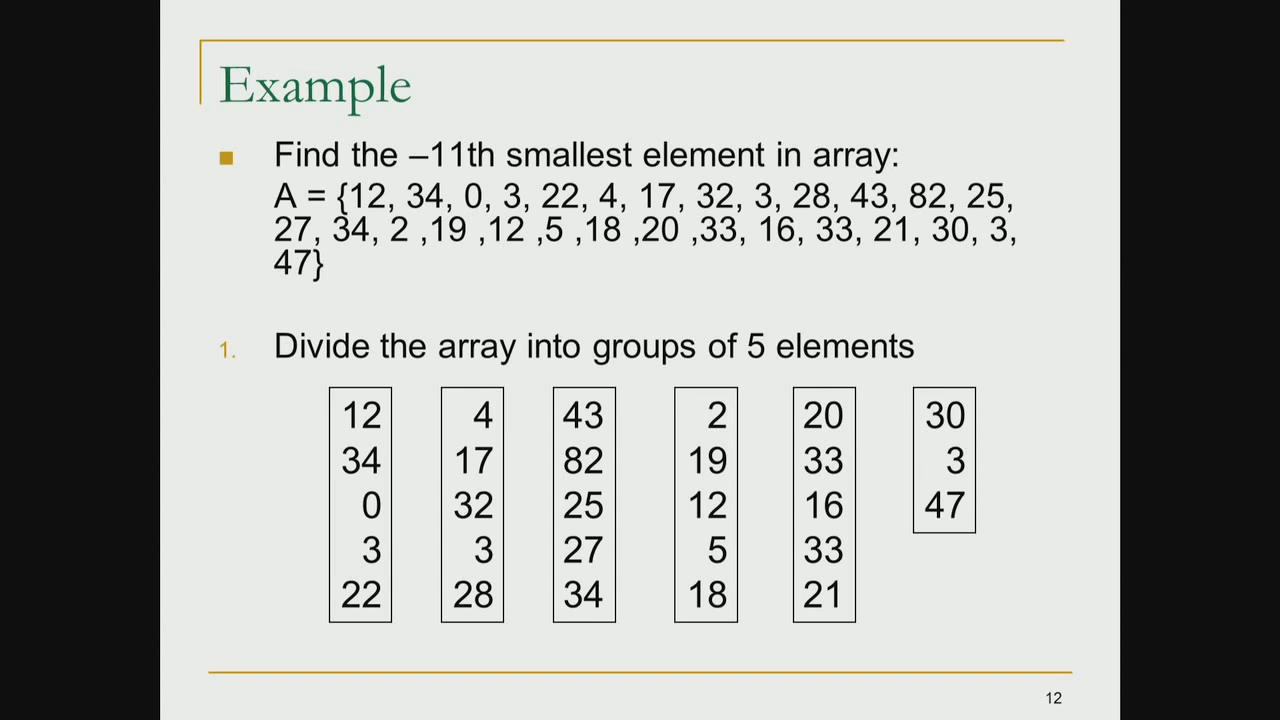 Example
Find the –11th smallest element in array:
A = {12, 34, 0, 3, 22, 4, 17, 32, 3, 28, 43, 82, 25,
27, 34, 2 ,19 ,12 ,5 ,18 ,20 ,33, 16, 33, 21, 30, 3,
47}
1. Divide the array into groups of 5 elements
12 4 43 2 20 30
34 17 82 19 33 3
0 32 25 12 16 47
3 3 27 5 33
22 28 34 18 21
12